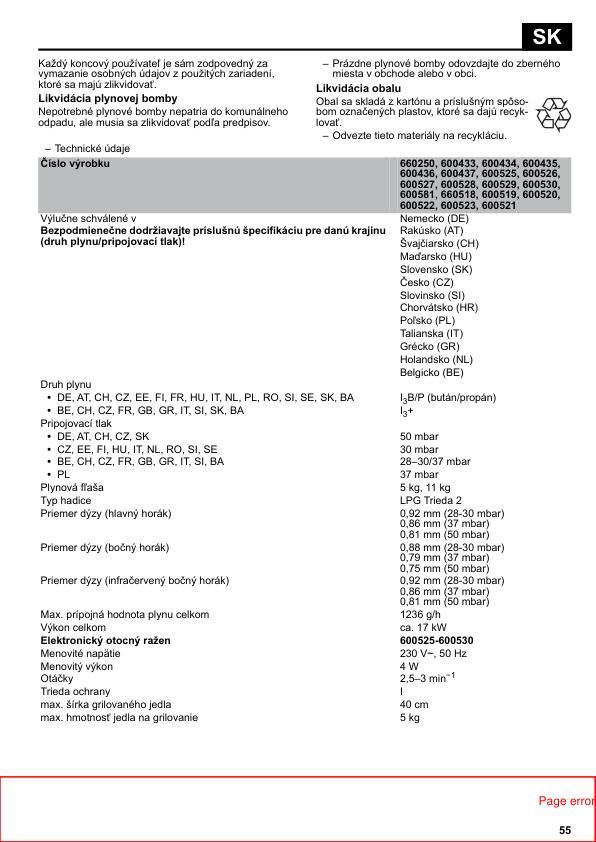 SK
Každý koncový používateľ je sám zodpovedný za
vymazanie osobných údajov z použitých zariadení,
ktoré sa majú zlikvidovať.
Likvidácia plynovej bomby
Nepotrebné plynové bomby nepatria do komunálneho
odpadu, ale musia sa zlikvidovať podľa predpisov.
– Prázdne plynové bomby odovzdajte do zberného
miesta v obchode alebo v obci.
Likvidácia obalu
Obal sa skladá z kartónu a príslušným spôso-
bom označených plastov, ktoré sa dajú recyk-
lovať.
– Odvezte tieto materiály na recykláciu.
– Technické údaje
Číslo výrobku 660250, 600433, 600434, 600435,
600436, 600437, 600525, 600526,
600527, 600528, 600529, 600530,
600581, 660518, 600519, 600520,
600522, 600523, 600521
Výlučne schválené v Nemecko (DE)
Bezpodmienečne dodržiavajte príslušnú špecifikáciu pre danú krajinu Rakúsko (AT)
(druh plynu/pripojovací tlak)! Švajčiarsko (CH)
Maďarsko (HU)
Slovensko (SK)
Česko (CZ)
Slovinsko (SI)
Chorvátsko (HR)
Poľsko (PL)
Talianska (IT)
Grécko (GR)
Holandsko (NL)
Belgicko (BE)
Druh plynu
• DE, AT, CH, CZ, EE, FI, FR, HU, IT, NL, PL, RO, SI, SE, SK, BA I3B/P (bután/propán)
• BE, CH, CZ, FR, GB, GR, IT, SI, SK, BA I3+
Pripojovací tlak
• DE, AT, CH, CZ, SK 50 mbar
• CZ, EE, FI, HU, IT, NL, RO, SI, SE 30 mbar
• BE, CH, CZ, FR, GB, GR, IT, SI, BA 28–30/37 mbar
• PL 37 mbar
Plynová fľaša 5 kg, 11 kg
Typ hadice LPG Trieda 2
Priemer dýzy (hlavný horák) 0,92 mm (28-30 mbar)
0,86 mm (37 mbar)
0,81 mm (50 mbar)
Priemer dýzy (bočný horák) 0,88 mm (28-30 mbar)
0,79 mm (37 mbar)
0,75 mm (50 mbar)
Priemer dýzy (infračervený bočný horák) 0,92 mm (28-30 mbar)
0,86 mm (37 mbar)
0,81 mm (50 mbar)
Max. prípojná hodnota plynu celkom 1236 g/h
Výkon celkom ca. 17 kW
Elektronický otocný ražen 600525-600530
Menovité napätie 230 V~, 50 Hz
Menovitý výkon 4 W
Otáčky 2,5–3 min−1
Trieda ochrany I
max. šírka grilovaného jedla 40 cm
max. hmotnosť jedla na grilovanie 5 kg
Page error
55